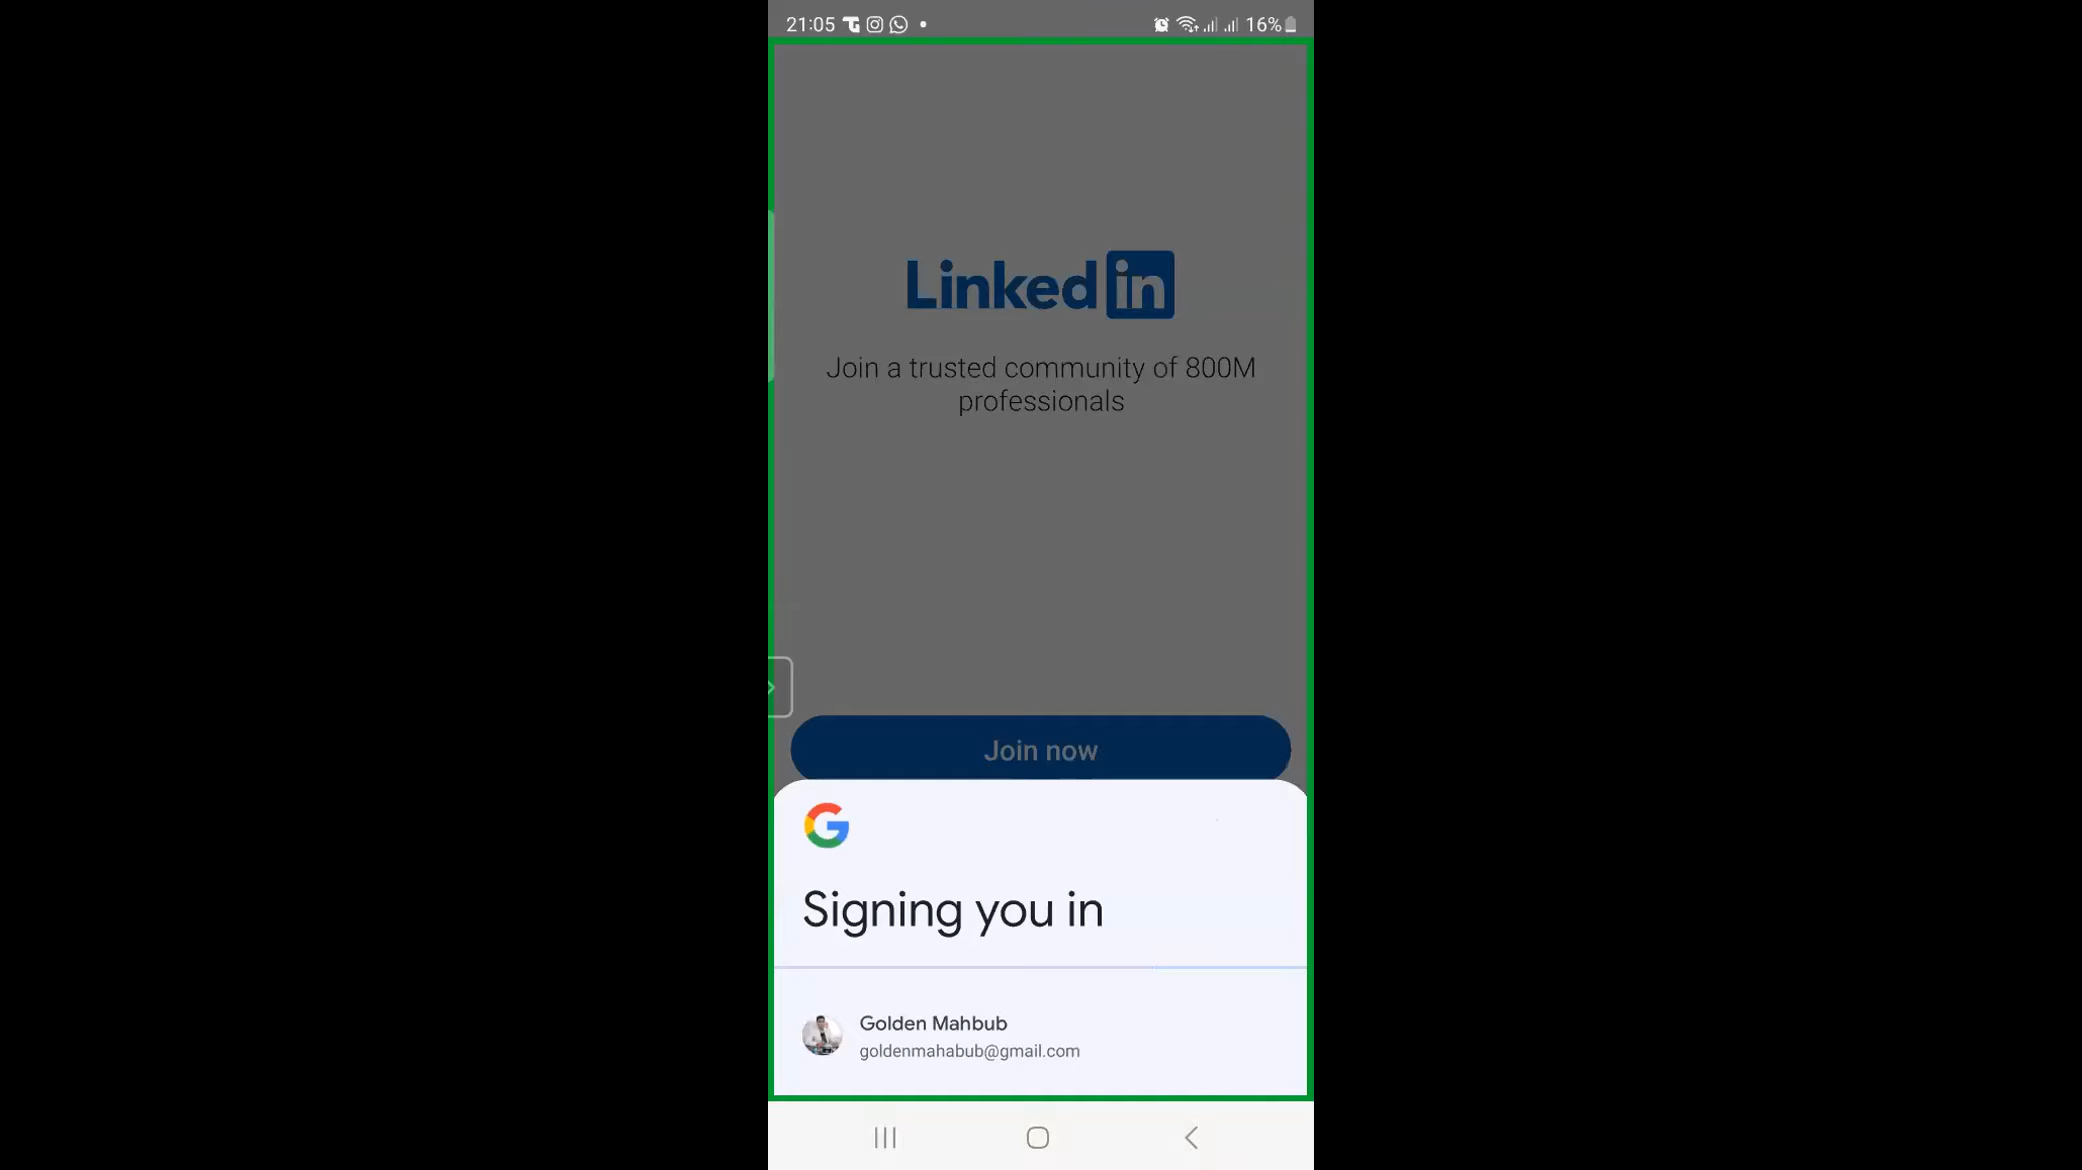 21:05
16%
Linkedin
Join a trusted community of 800M
professionals
Join now
Signing you in
Golden Mahbub
goldenmahabub@gmail.com